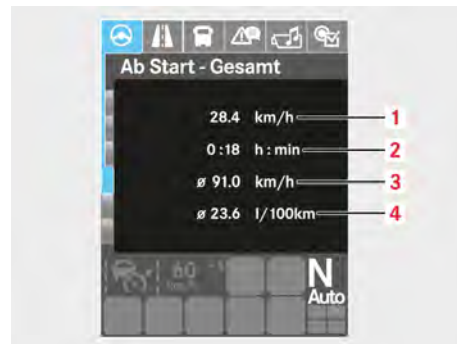 Ab Start - Gesamt
28.4 km/h 1
0:18 h:min 2
ø 91.0 km/h 3
ø 23.6 l/100km 4
60
N
Auto